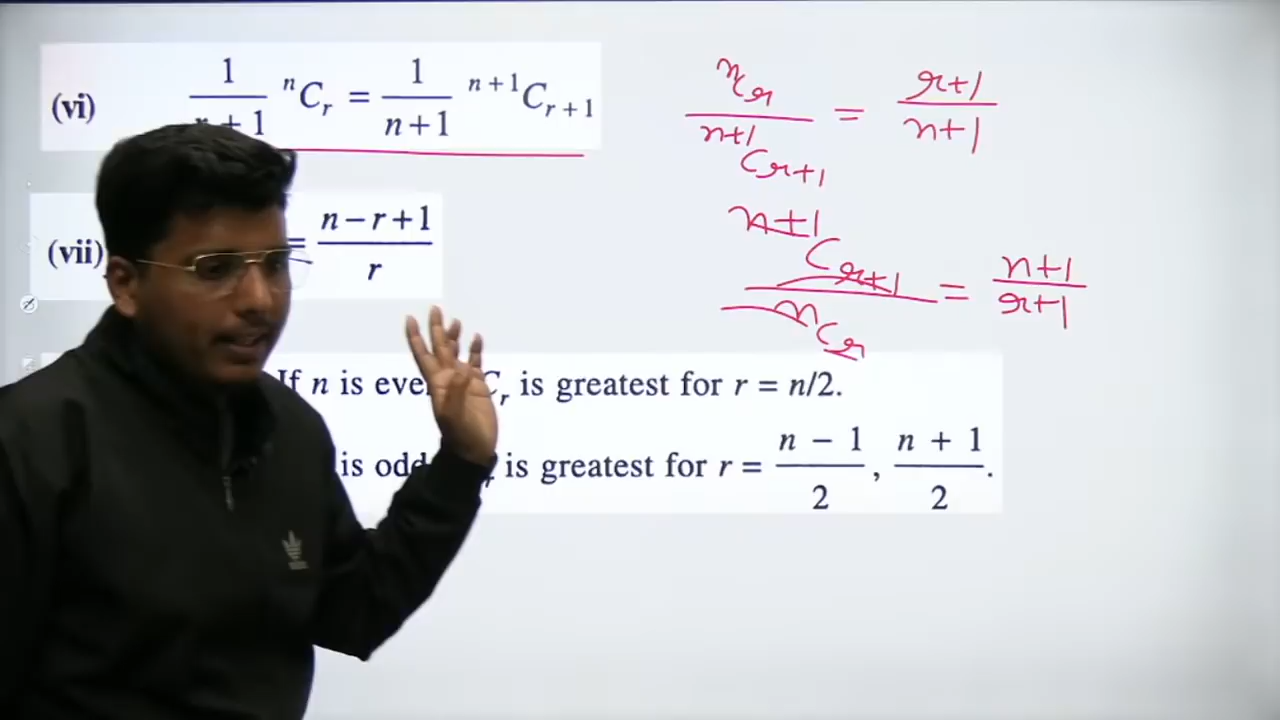 (vi) 1/r+1 ⁿCᵣ = 1/n+1 ⁿ⁺¹Cᵣ₊₁
(vii) = n−r+1/r
If n is even Cᵣ is greatest for r = n/2.
is odd r is greatest for r = n − 1/2, n + 1/2.
ⁿCᵣ/ⁿ⁺¹Cᵣ₊₁ = r+1/n+1
ⁿ⁺¹Cᵣ₊₁/ⁿCᵣ = n+1/r+1